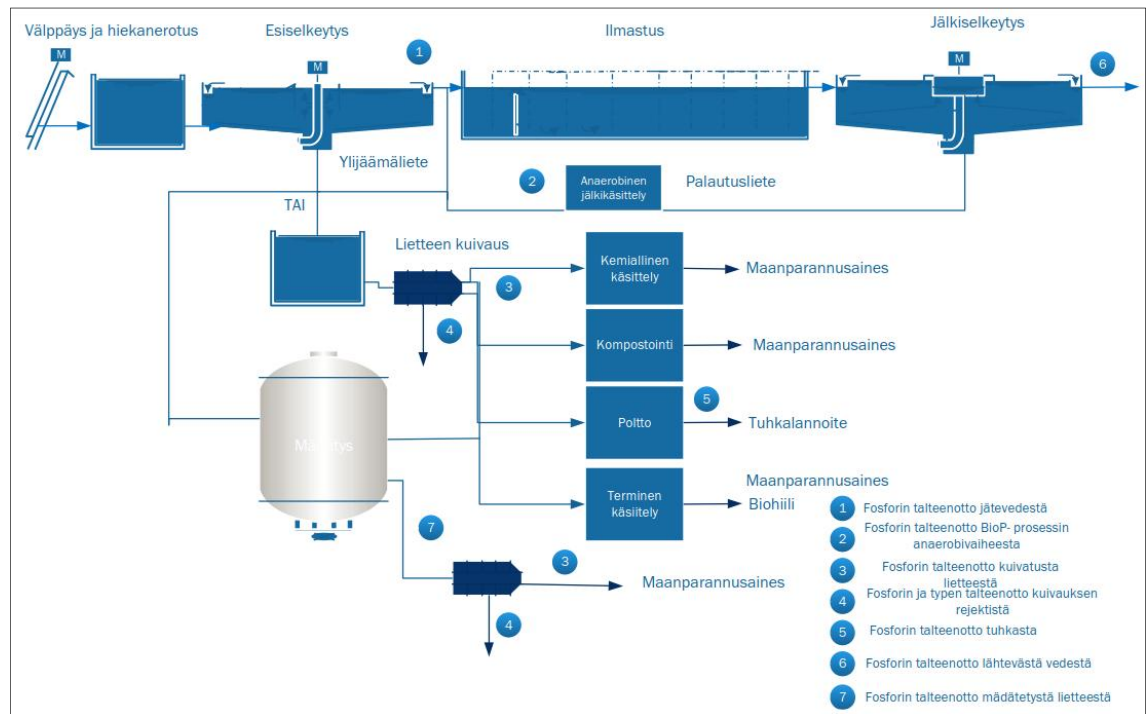 Välppäys ja hiekanerotus
Esiselkeytys
Ilmastus
Jälkiselkeytys
M
M
M
1
6
Ylijäämäliete
2
Anaerobinen
jälkikäsittely
Palautusliete
TAI
Lietteen kuivaus
3
4
Kemiallinen
käsittely
Maanparannusaines
Kompostointi
Maanparannusaines
5
Poltto
Tuhkalannoite
Mädätys
Terminen
käsiitely
Maanparannusaines
Biohiili
7
3
Maanparannusaines
4
1 Fosforin talteenotto jätevedestä
2 Fosforin talteenotto BioP- prosessin
anaerobivaiheesta
3 Fosforin talteenotto kuivatusta
lietteestä
4 Fosforin ja typen talteenotto kuivauksen
rejektistä
5 Fosforin talteenotto tuhkasta
6 Fosforin talteenotto lähtevästä vedestä
7 Fosforin talteenotto mädätetystä lietteestä